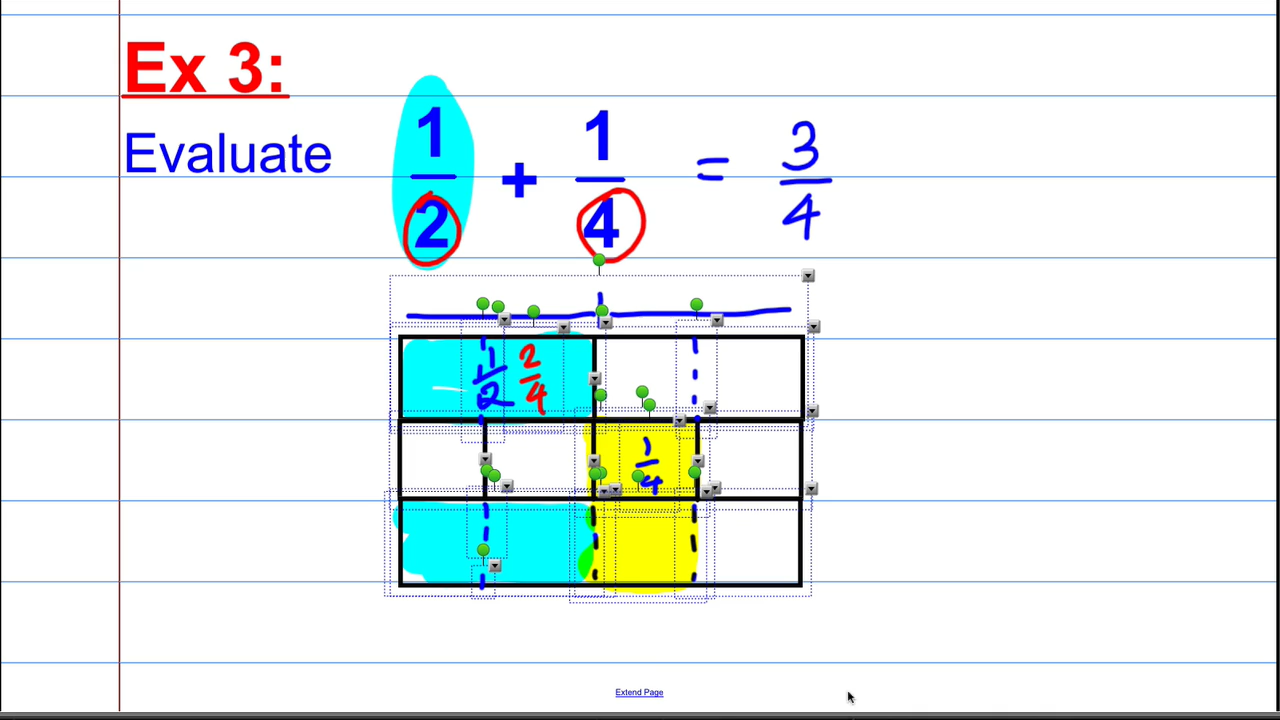 Ex 3:
Evaluate 1/2 + 1/4 = 3/4
1/2 2/4
1/4
Extend Page